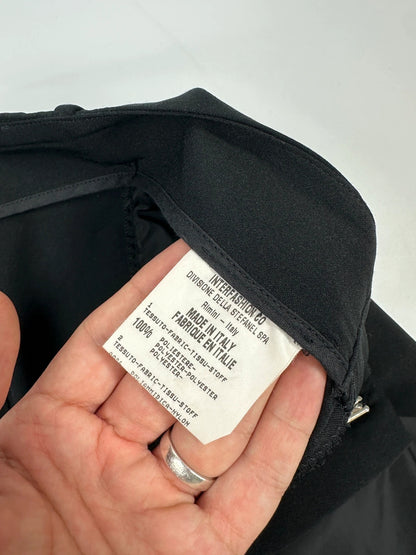 INTERFASHION CO
DIVISIONE DELLA STEFANEL SPA
Rimini - Italy
MADE IN ITALY
FABRIQUE EN ITALIE
1
TESSUTO-FABRIC-TISSU-STOFF
100% POLIESTERE-
POLYESTER-POLYESTER
POLYESTER
2
TESSUTO-FABRIC-TISSU-STOFF